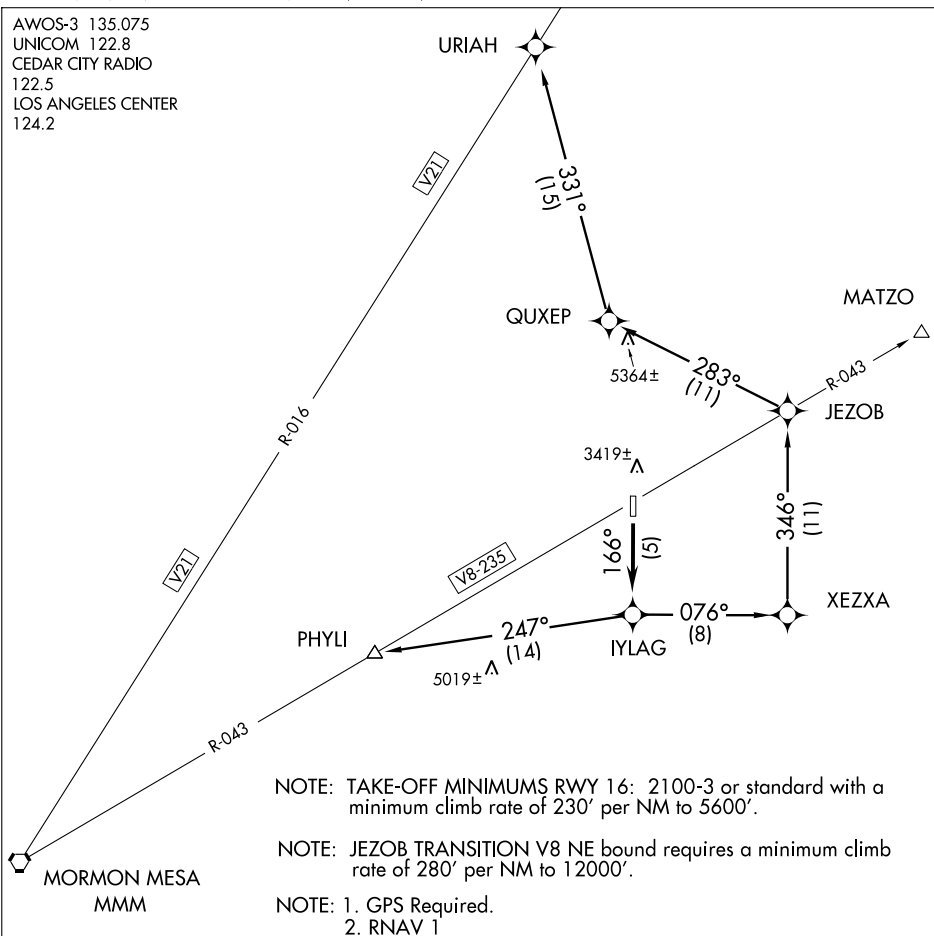 AWOS-3 135.075
UNICOM 122.8
CEDAR CITY RADIO
122.5
LOS ANGELES CENTER
124.2
URIAH
V21
331°
(15)
QUXEP
MATZO
5364±
283°
(11)
R-043
JEZOB
R-016
3419±
346°
(11)
166°
(5)
V8-235
V21
XEZXA
PHYLI
247°
(14)
IYLAG
076°
(8)
5019±
R-043
NOTE: TAKE-OFF MINIMUMS RWY 16: 2100-3 or standard with a
minimum climb rate of 230' per NM to 5600'.
NOTE: JEZOB TRANSITION V8 NE bound requires a minimum climb
rate of 280' per NM to 12000'.
MORMON MESA
MMM
NOTE: 1. GPS Required.
2. RNAV 1